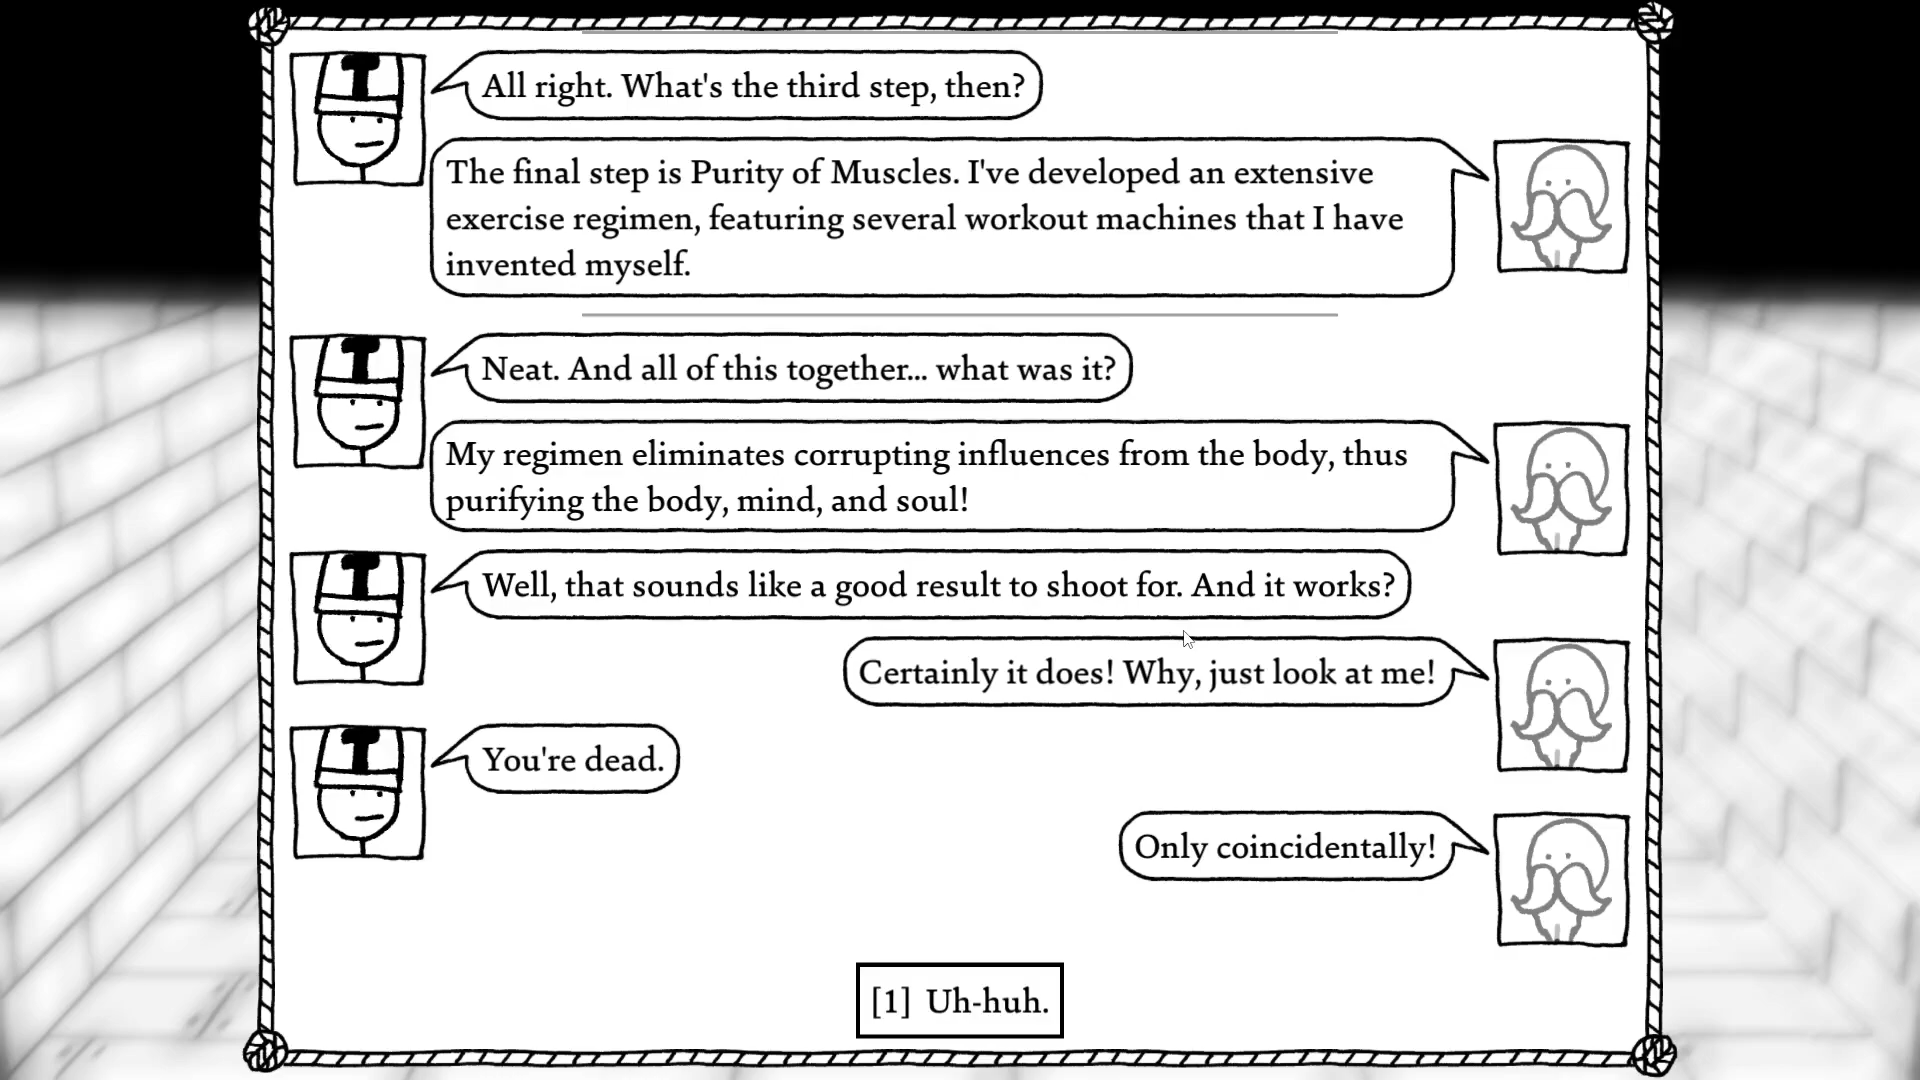 All right. What's the third step, then?
The final step is Purity of Muscles. I've developed an extensive
exercise regimen, featuring several workout machines that I have
invented myself.
Neat. And all of this together... what was it?
My regimen eliminates corrupting influences from the body, thus
purifying the body, mind, and soul!
Well, that sounds like a good result to shoot for. And it works?
Certainly it does! Why, just look at me!
You're dead.
Only coincidentally!
[1] Uh-huh.